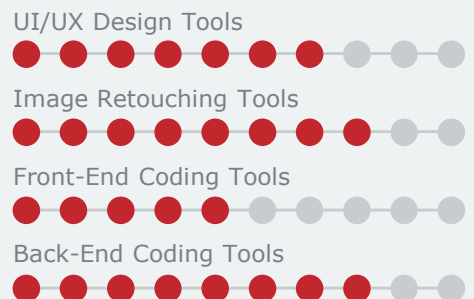 UI/UX Design Tools
Image Retouching Tools
Front-End Coding Tools
Back-End Coding Tools